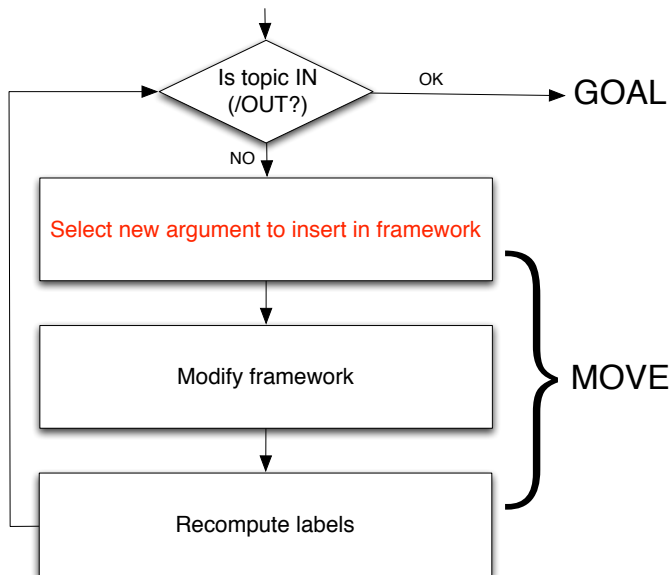 Is topic IN
(/OUT?)
OK
GOAL
NO
Select new argument to insert in framework
Modify framework
MOVE
Recompute labels